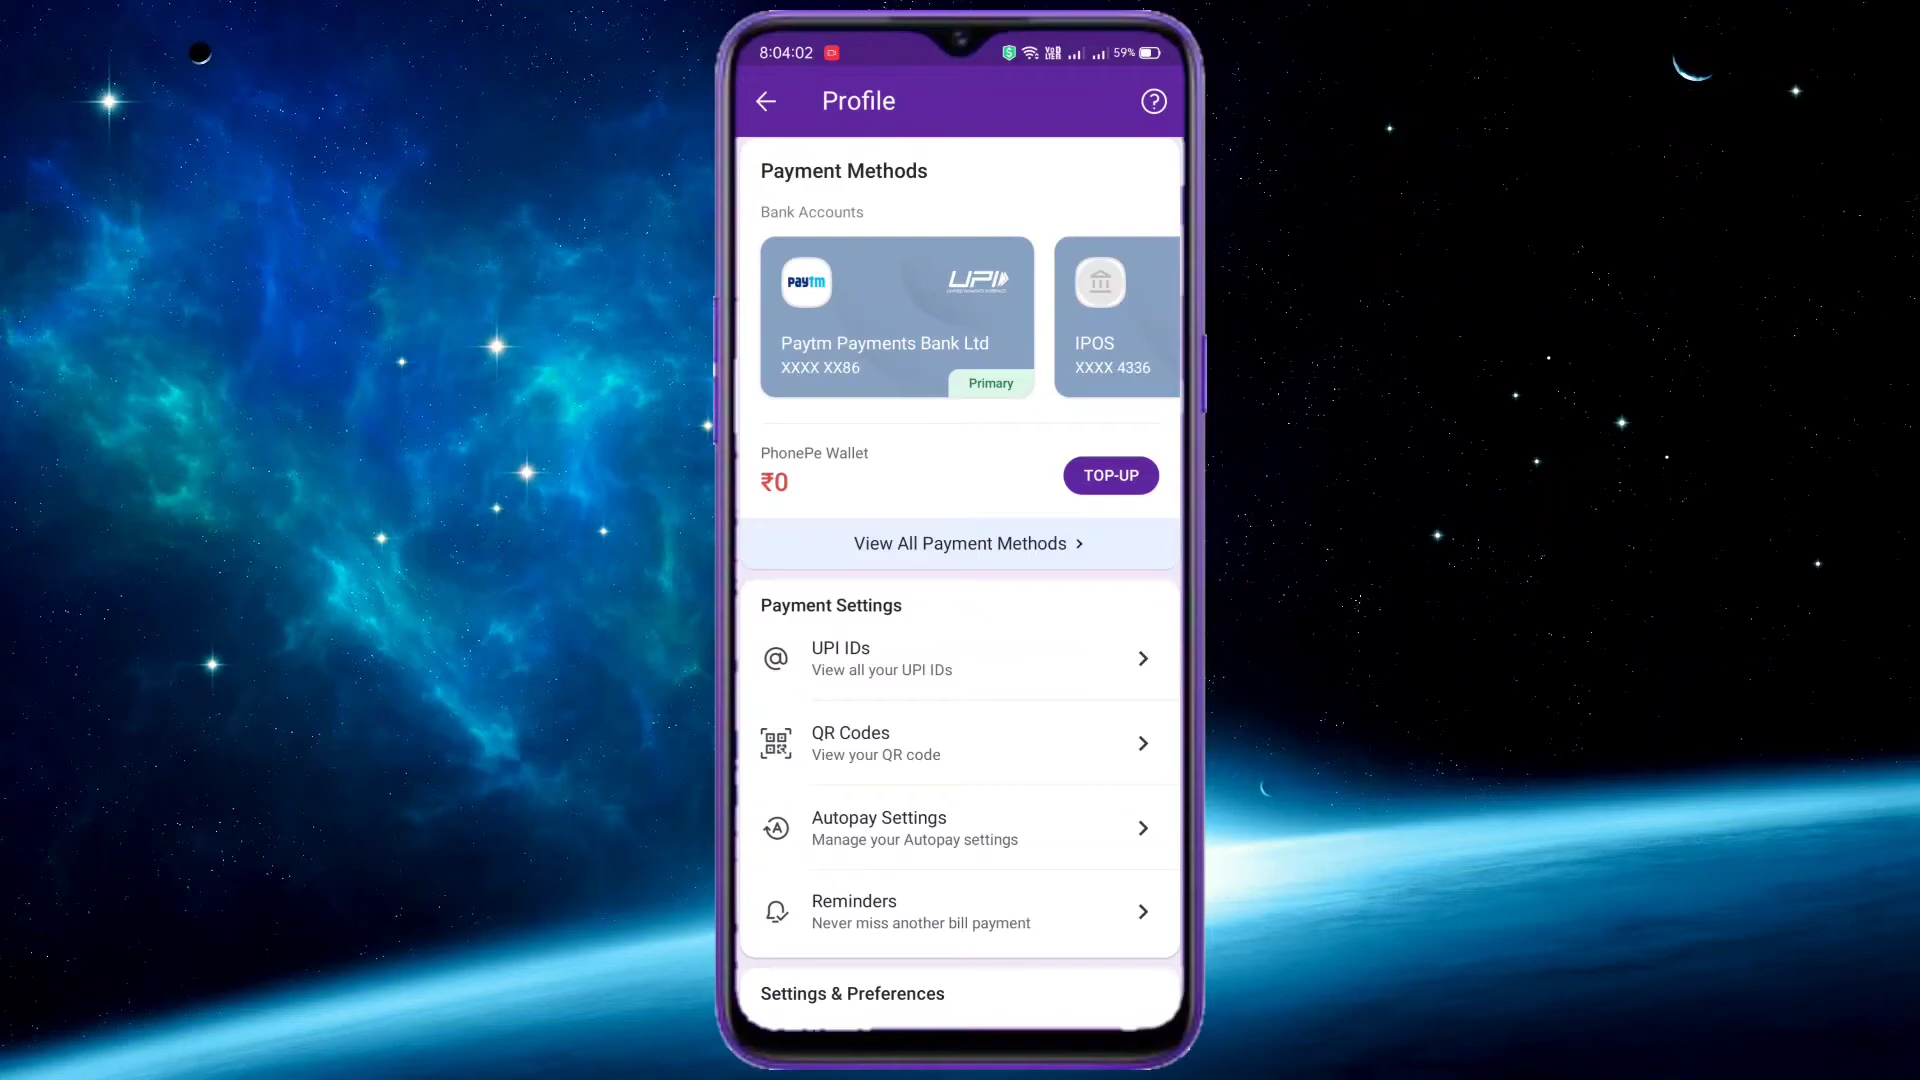 8:04:02
59%
Profile
Payment Methods
Bank Accounts
paytm
UPI
Paytm Payments Bank Ltd
XXXX XX86
Primary
IPOS
XXXX 4336
PhonePe Wallet
₹0
TOP-UP
View All Payment Methods
Payment Settings
UPI IDs
View all your UPI IDs
QR Codes
View your QR code
Autopay Settings
Manage your Autopay settings
Reminders
Never miss another bill payment
Settings & Preferences